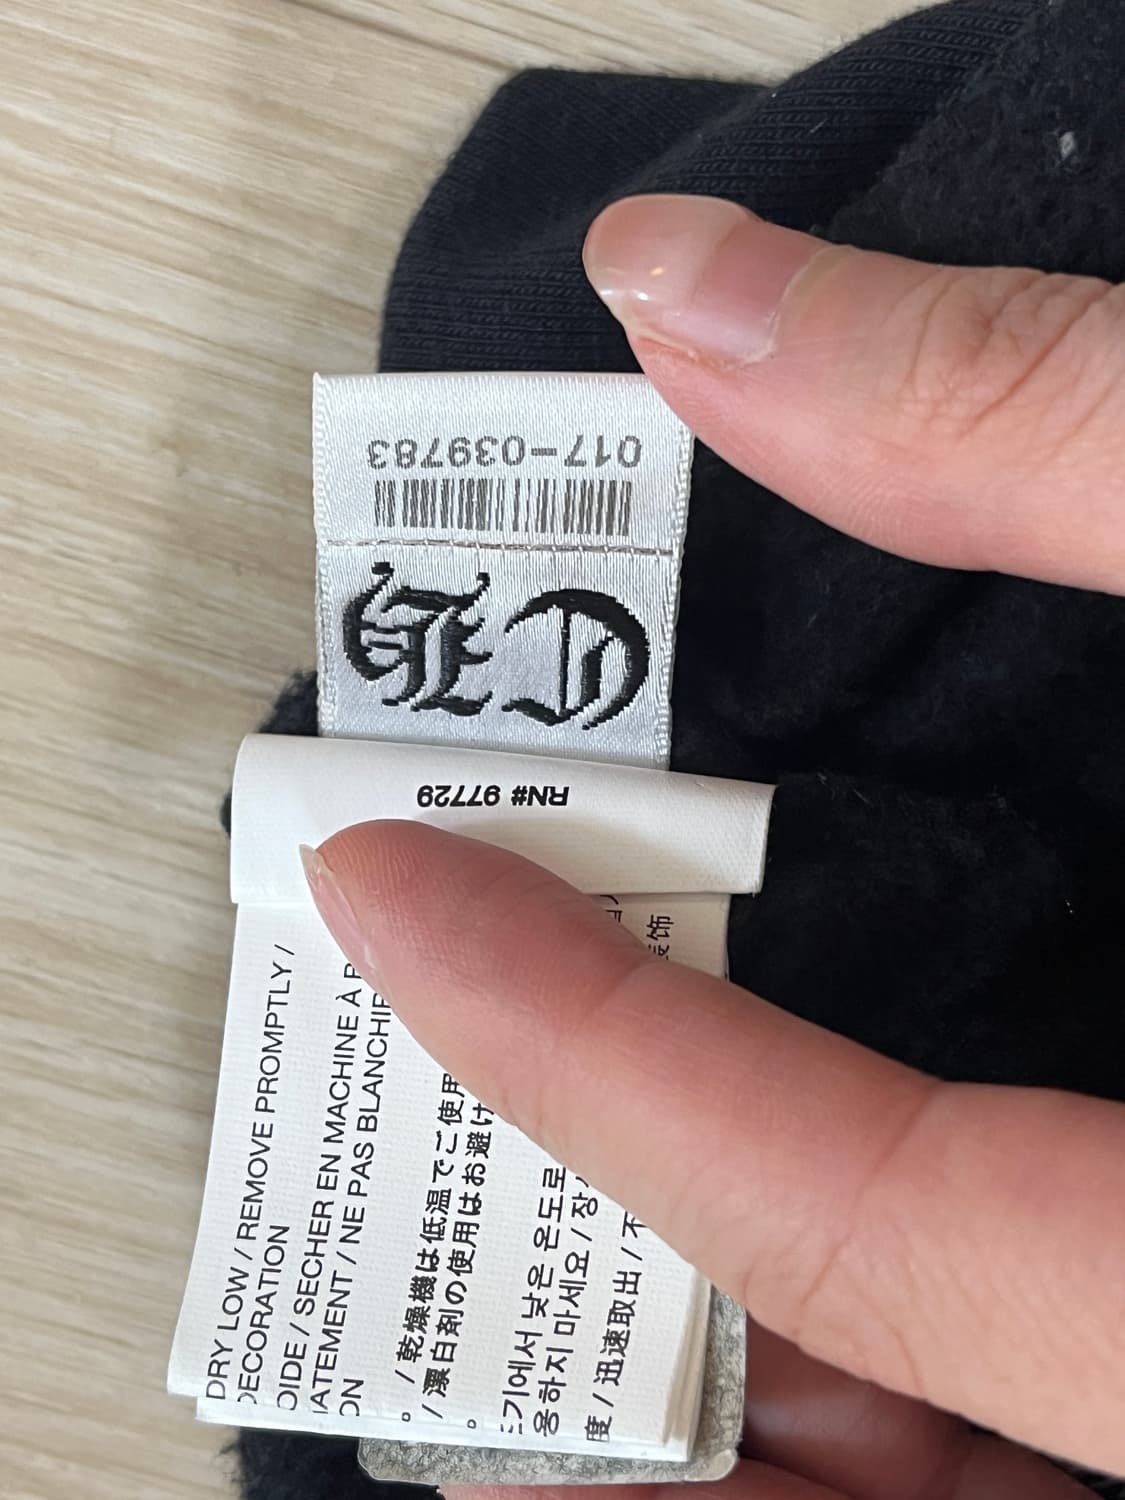 017-039783
CH
RN# 97729
DRY LOW / REMOVE PROMPTLY /
DECORATION
OIDE / SECHER EN MACHINE À
ATEMENT / NE PAS BLANCHIR
ON
/ 乾燥機は低温でご使用
。/ 漂白剤の使用はお避け
。
기에서 낮은 온도로
용하지 마세요 / 장
度 / 迅速取出 / 不
装饰